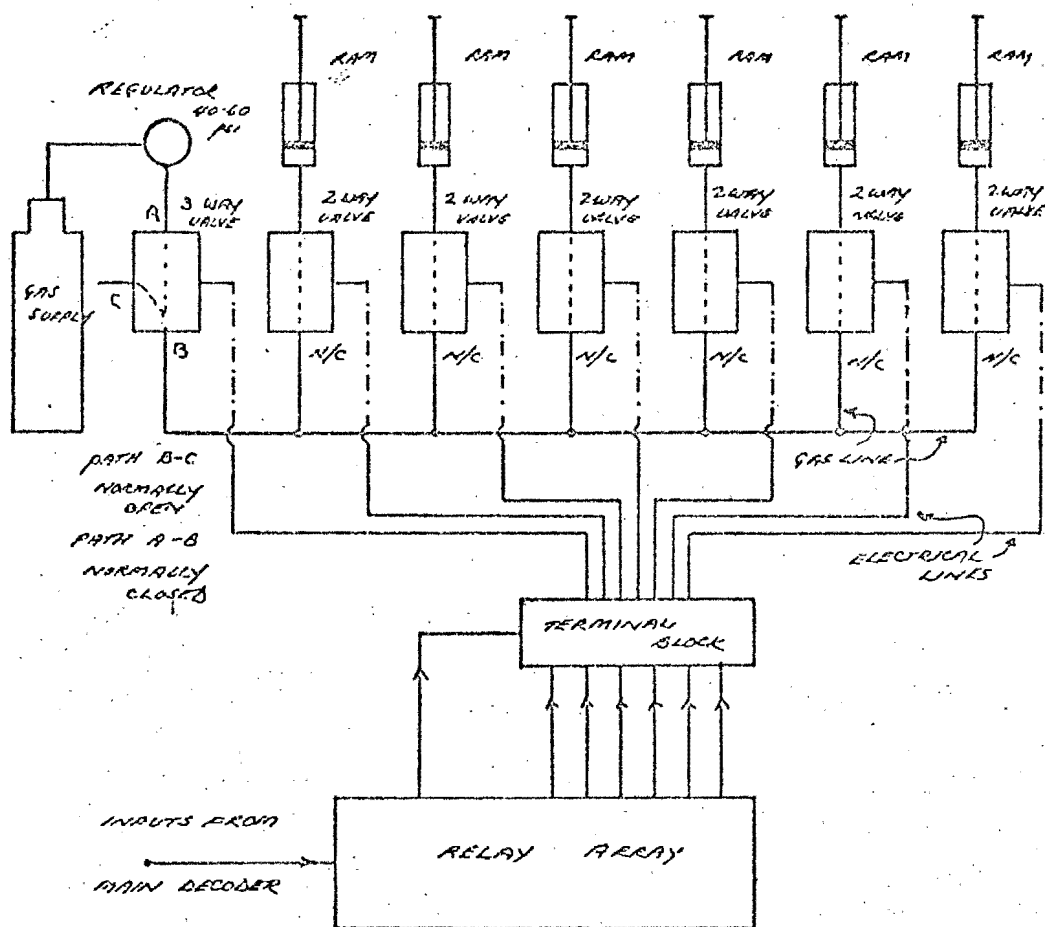 RAM
RAM
RAM
RAM
RAM
RAM
REGULATOR
40-60
PSI
3 WAY
VALVE
2 WAY
VALVE
2 WAY
VALVE
2 WAY
VALVE
2 WAY
VALVE
2 WAY
VALVE
2 WAY
VALVE
A
GAS
SUPPLY
C
B
N/C
N/C
N/C
N/C
N/C
N/C
PATH B-C
NORMALLY
OPEN
PATH A-B
NORMALLY
CLOSED
GAS LINE
ELECTRICAL
LINES
TERMINAL
BLOCK
INPUTS FROM
MAIN DECODER
RELAY ARRAY